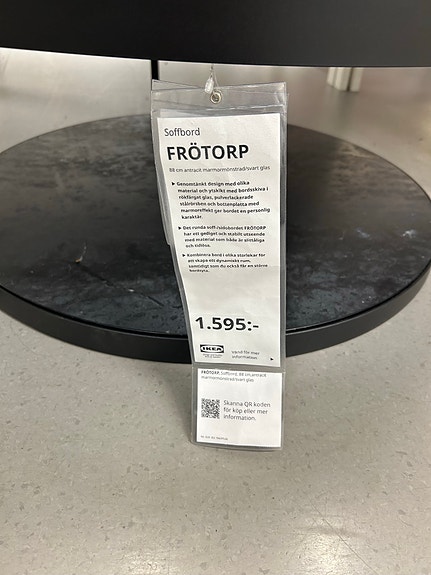 Soffbord
FRÖTORP
88 cm antracit marmormönstrad/svart glas
Genomtänkt design med olika
material och ytskikt med bordsskiva i
rökfärgat glas, pulverlackerade
stålrörsben och bottenplatta med
marmoreffekt ger bordet en personlig
karaktär.
Det runda soff-/sidobordet FRÖTORP
har ett gediget och stabilt utseende
med material som både är slittåliga
och tidlösa.
Kombinera bord i olika storlekar för
att skapa ett dynamiskt rum,
samtidigt som du också får en större
bordsyta.
1.595:-
IKEA
Vänd för mer
information
FRÖTORP Soffbord, 88 cm antracit
marmormönstrad/svart glas
Skanna QR koden
för köp eller mer
information.